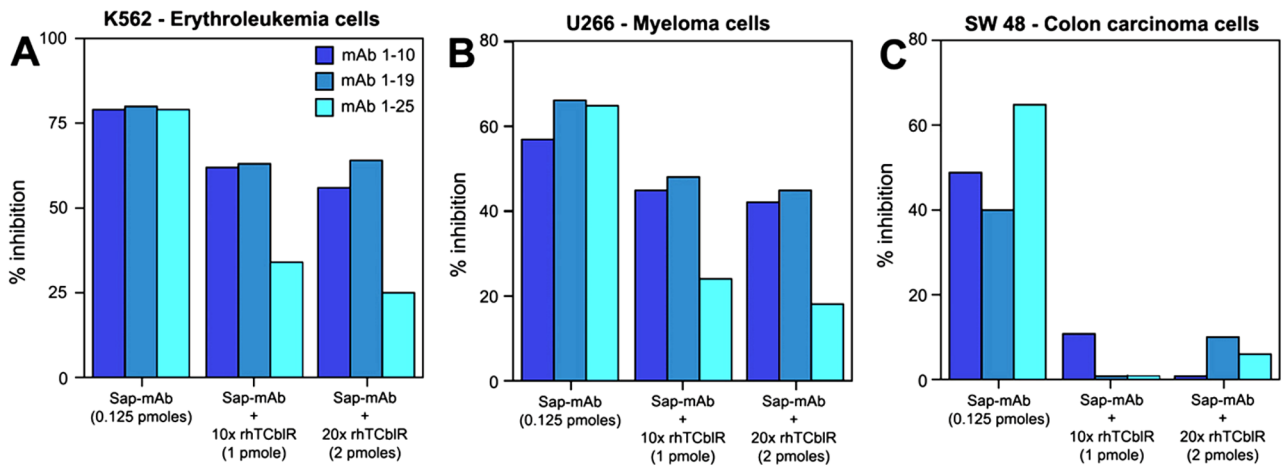 A
K562 - Erythroleukemia cells
% inhibition
100
75
50
25
0
mAb 1-10
mAb 1-19
mAb 1-25
Sap-mAb
(0.125 pmoles)
Sap-mAb
+
10x rhTCblR
(1 pmole)
Sap-mAb
+
20x rhTCblR
(2 pmoles)
B
U266 - Myeloma cells
% inhibition
80
60
40
20
0
Sap-mAb
(0.125 pmoles)
Sap-mAb
+
10x rhTCblR
(1 pmole)
Sap-mAb
+
20x rhTCblR
(2 pmoles)
C
SW 48 - Colon carcinoma cells
% inhibition
80
60
40
20
0
Sap-mAb
(0.125 pmoles)
Sap-mAb
+
10x rhTCblR
(1 pmole)
Sap-mAb
+
20x rhTCblR
(2 pmoles)